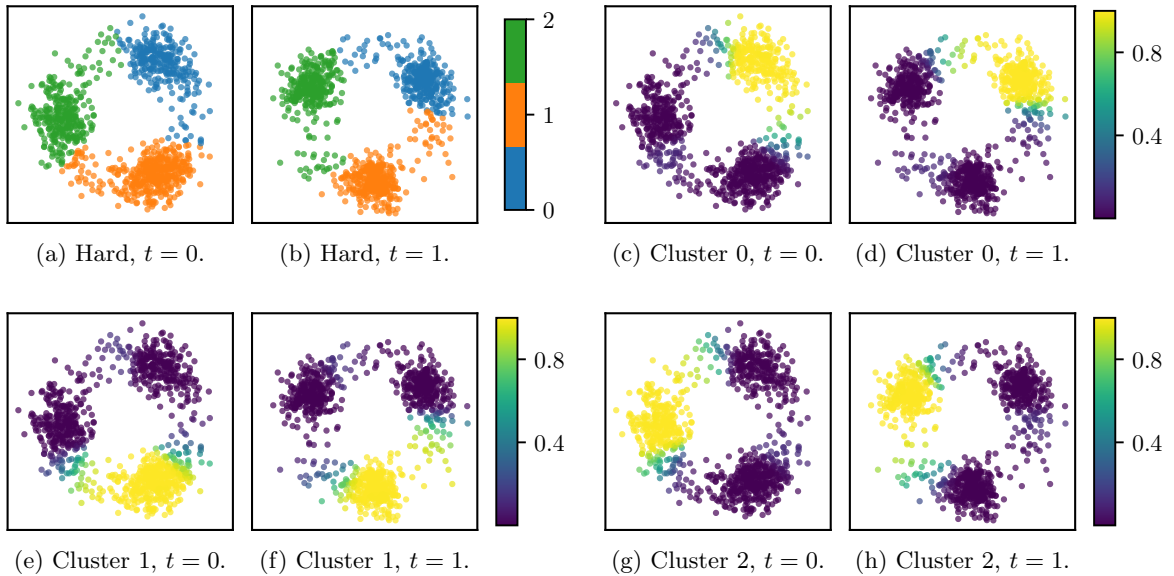 2
1
0
0.8
0.4
(a) Hard, t = 0.
(b) Hard, t = 1.
(c) Cluster 0, t = 0.
(d) Cluster 0, t = 1.
0.8
0.4
0.8
0.4
(e) Cluster 1, t = 0.
(f) Cluster 1, t = 1.
(g) Cluster 2, t = 0.
(h) Cluster 2, t = 1.